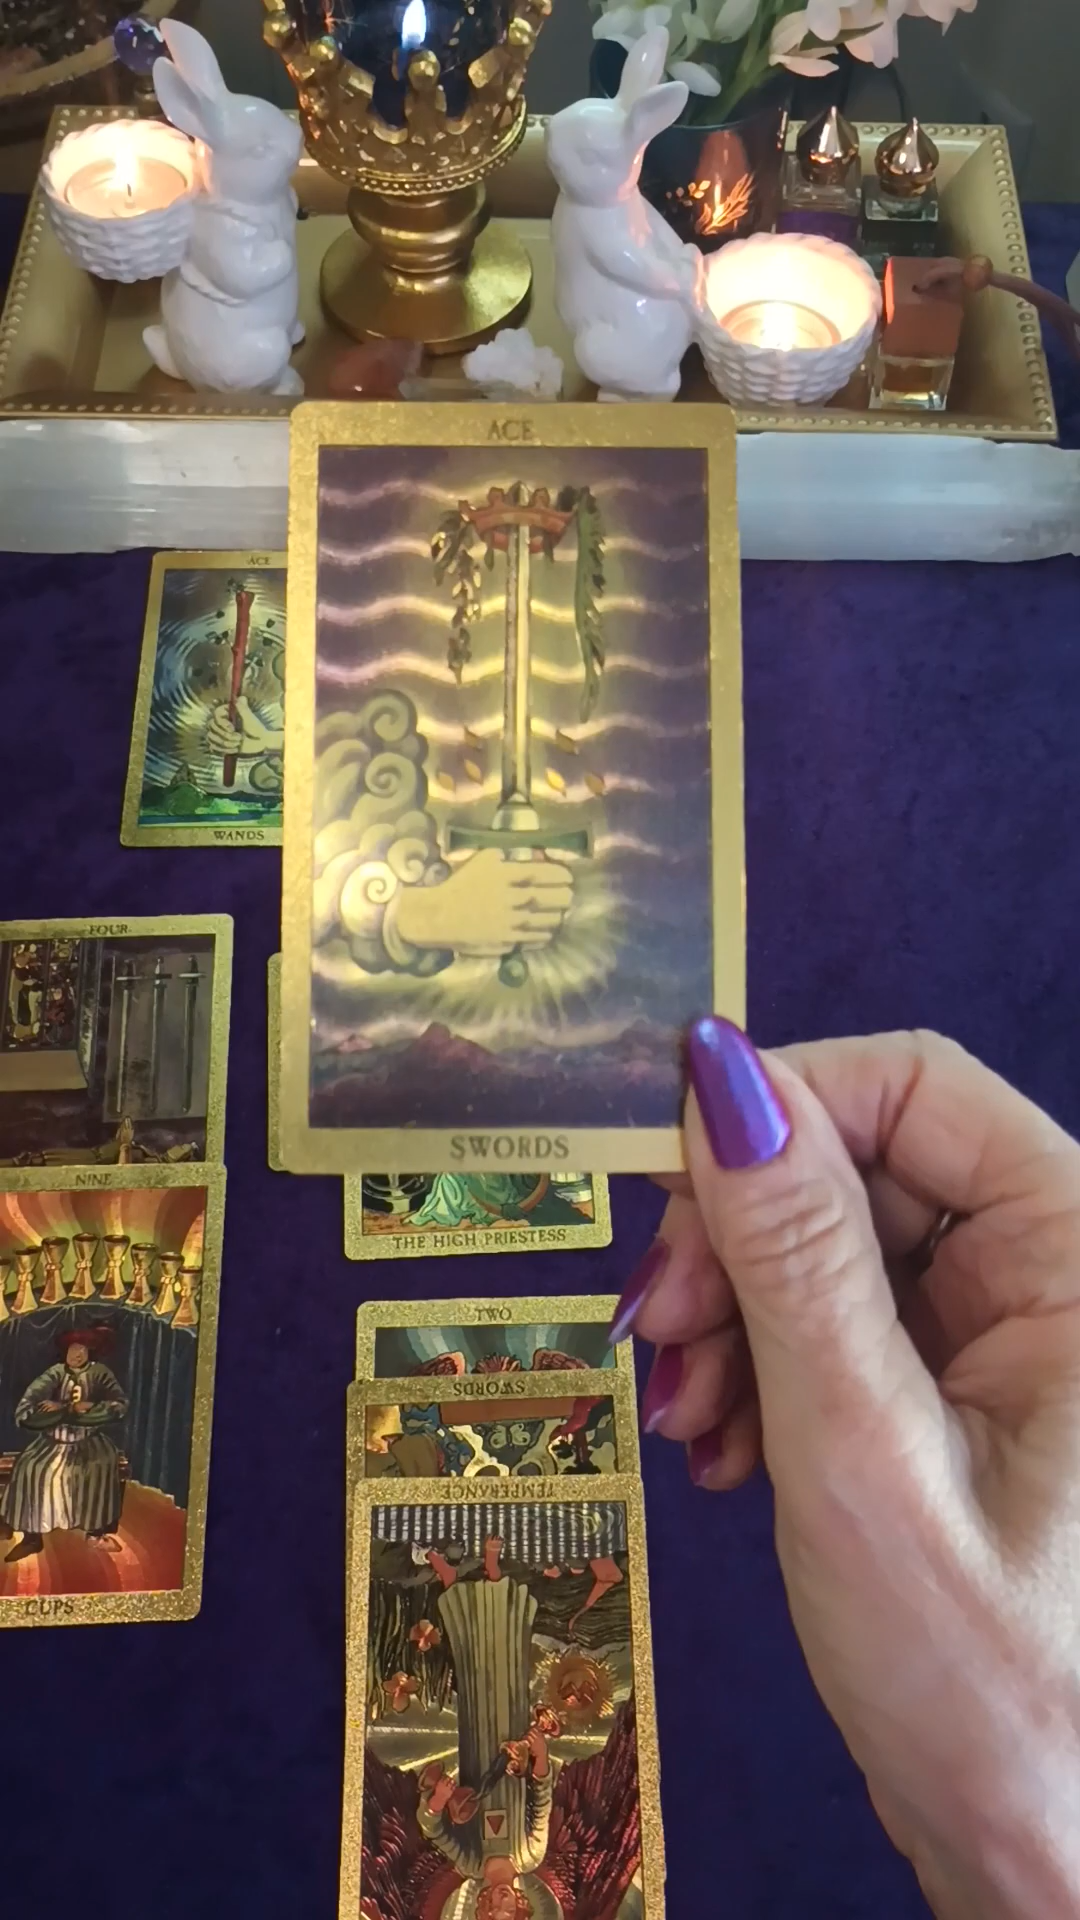 ACE
SWORDS
ACE
WANDS
FOUR
NINE
CUPS
THE HIGH PRIESTESS
TWO
SWORDS
TEMPERANCE